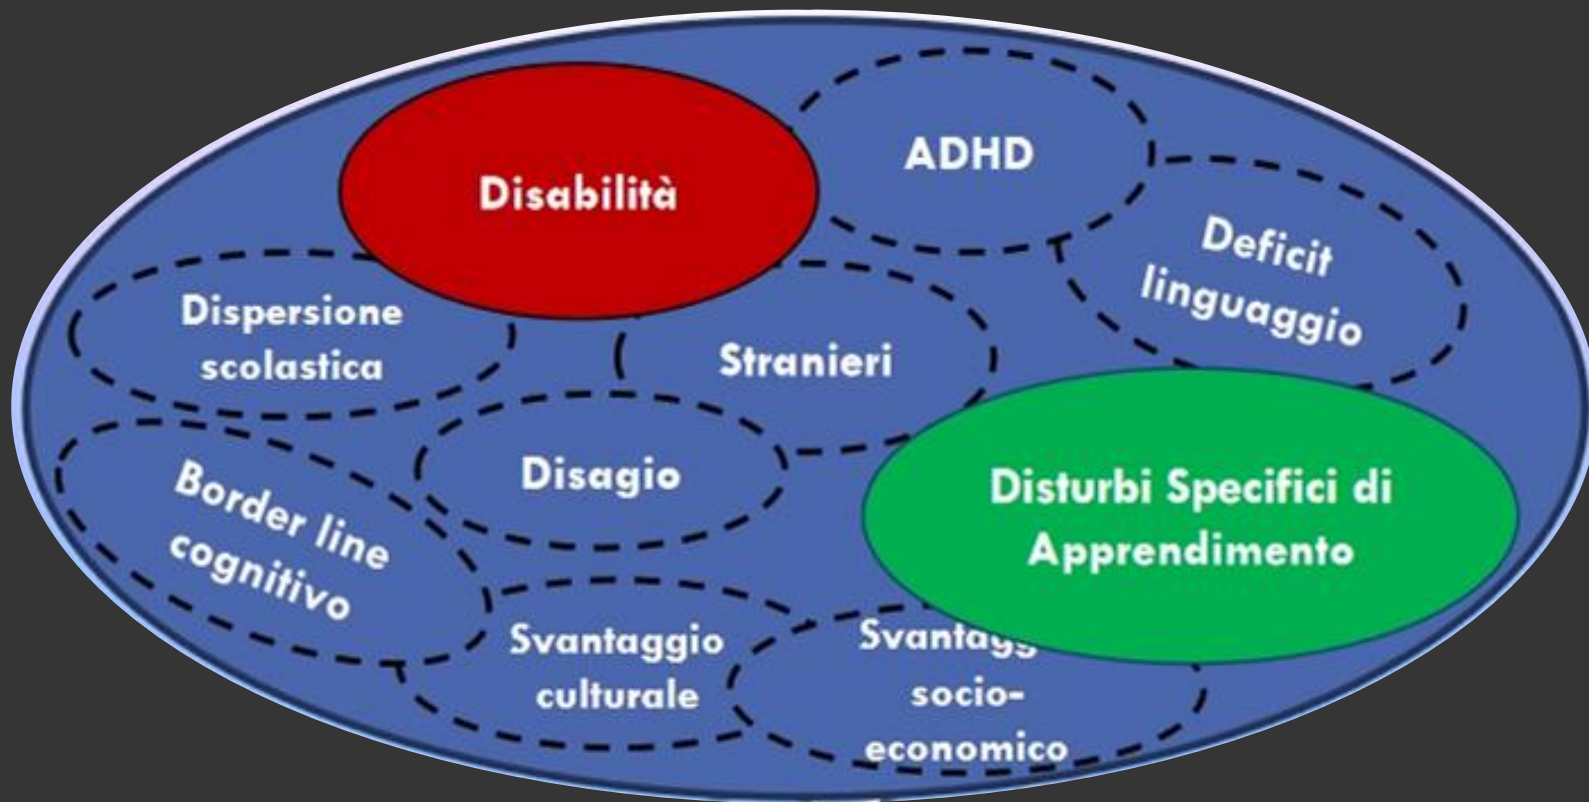 Disabilità
ADHD
Deficit
linguaggio
Dispersione
scolastica
Stranieri
Disagio
Disturbi Specifici di
Apprendimento
Border line
cognitivo
Svantaggio
culturale
Svantagg
socio-
economico